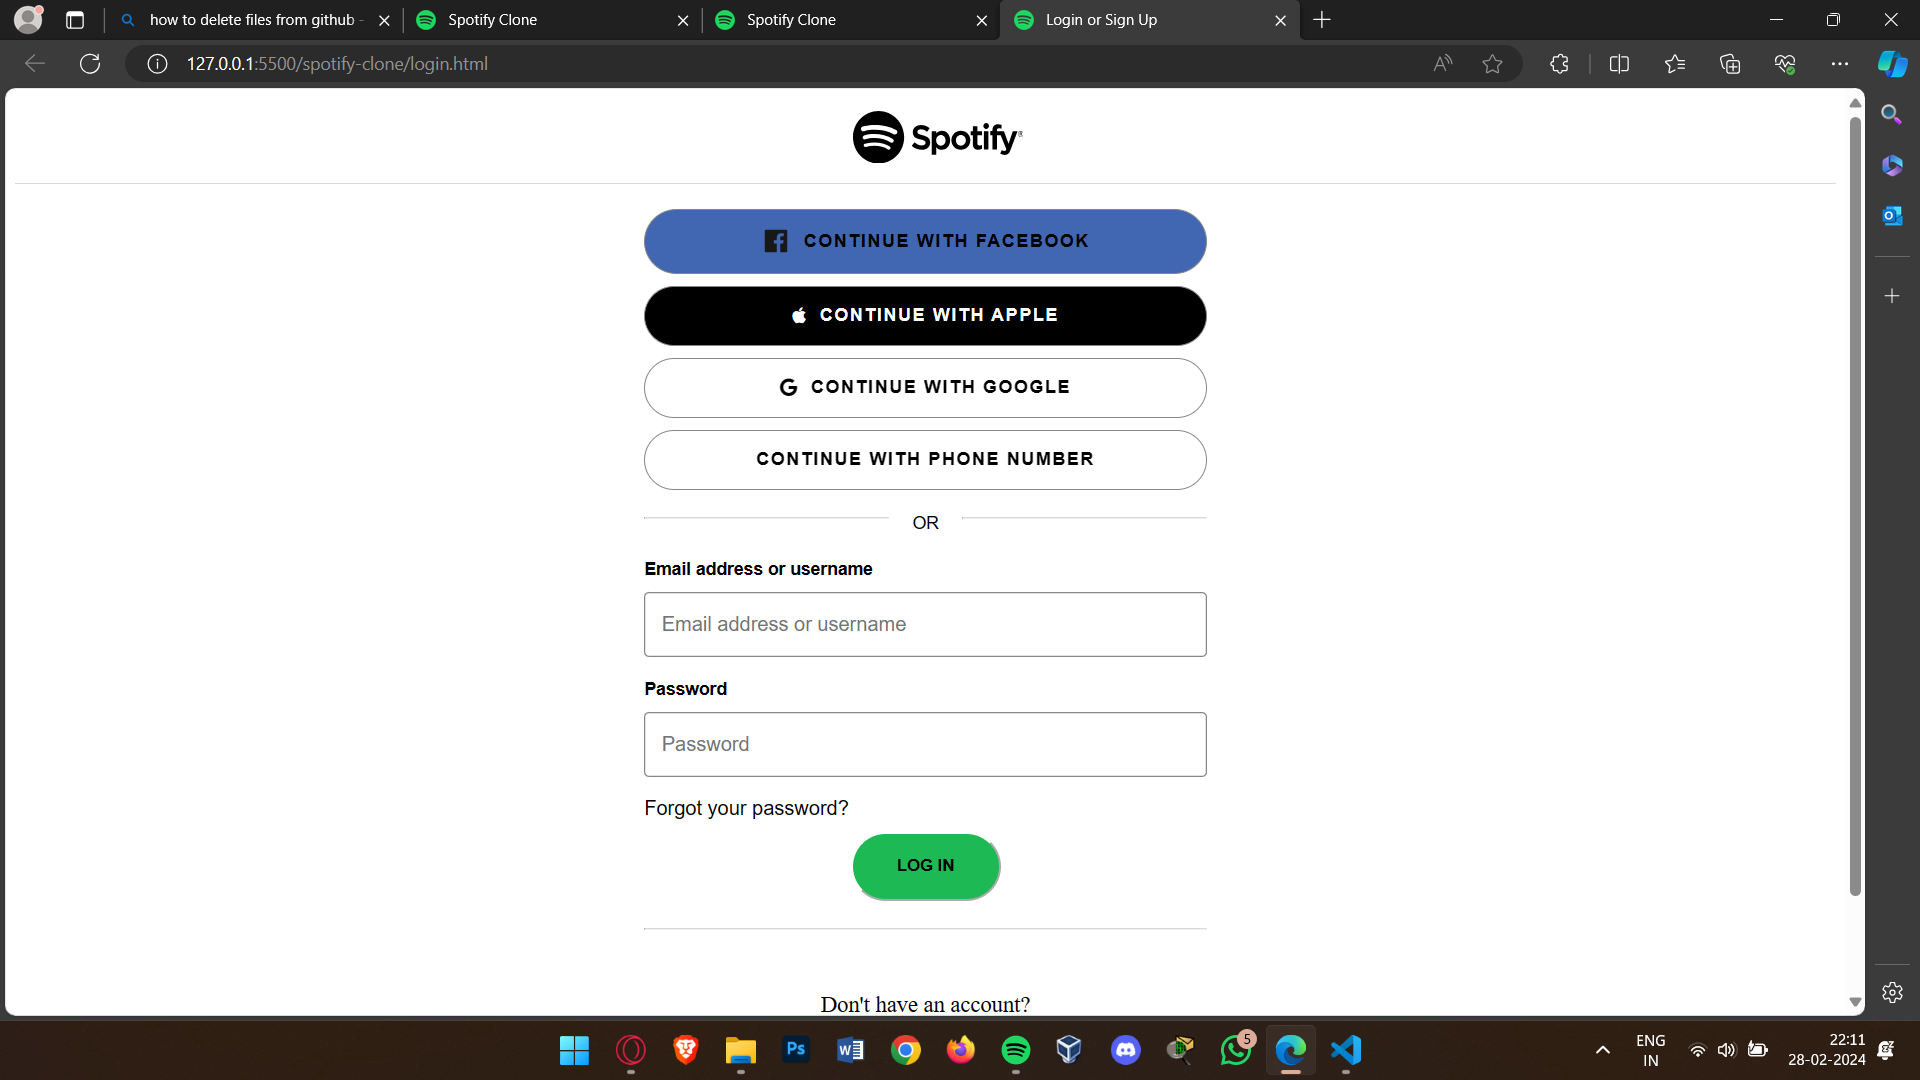 how to delete files from github -
Spotify Clone
Spotify Clone
Login or Sign Up
127.0.0.1:5500/spotify-clone/login.html
Spotify®
CONTINUE WITH FACEBOOK
CONTINUE WITH APPLE
CONTINUE WITH GOOGLE
CONTINUE WITH PHONE NUMBER
OR
Email address or username
Email address or username
Password
Password
Forgot your password?
LOG IN
Don't have an account?
Ps
W
5
ENG
IN
22:11
28-02-2024